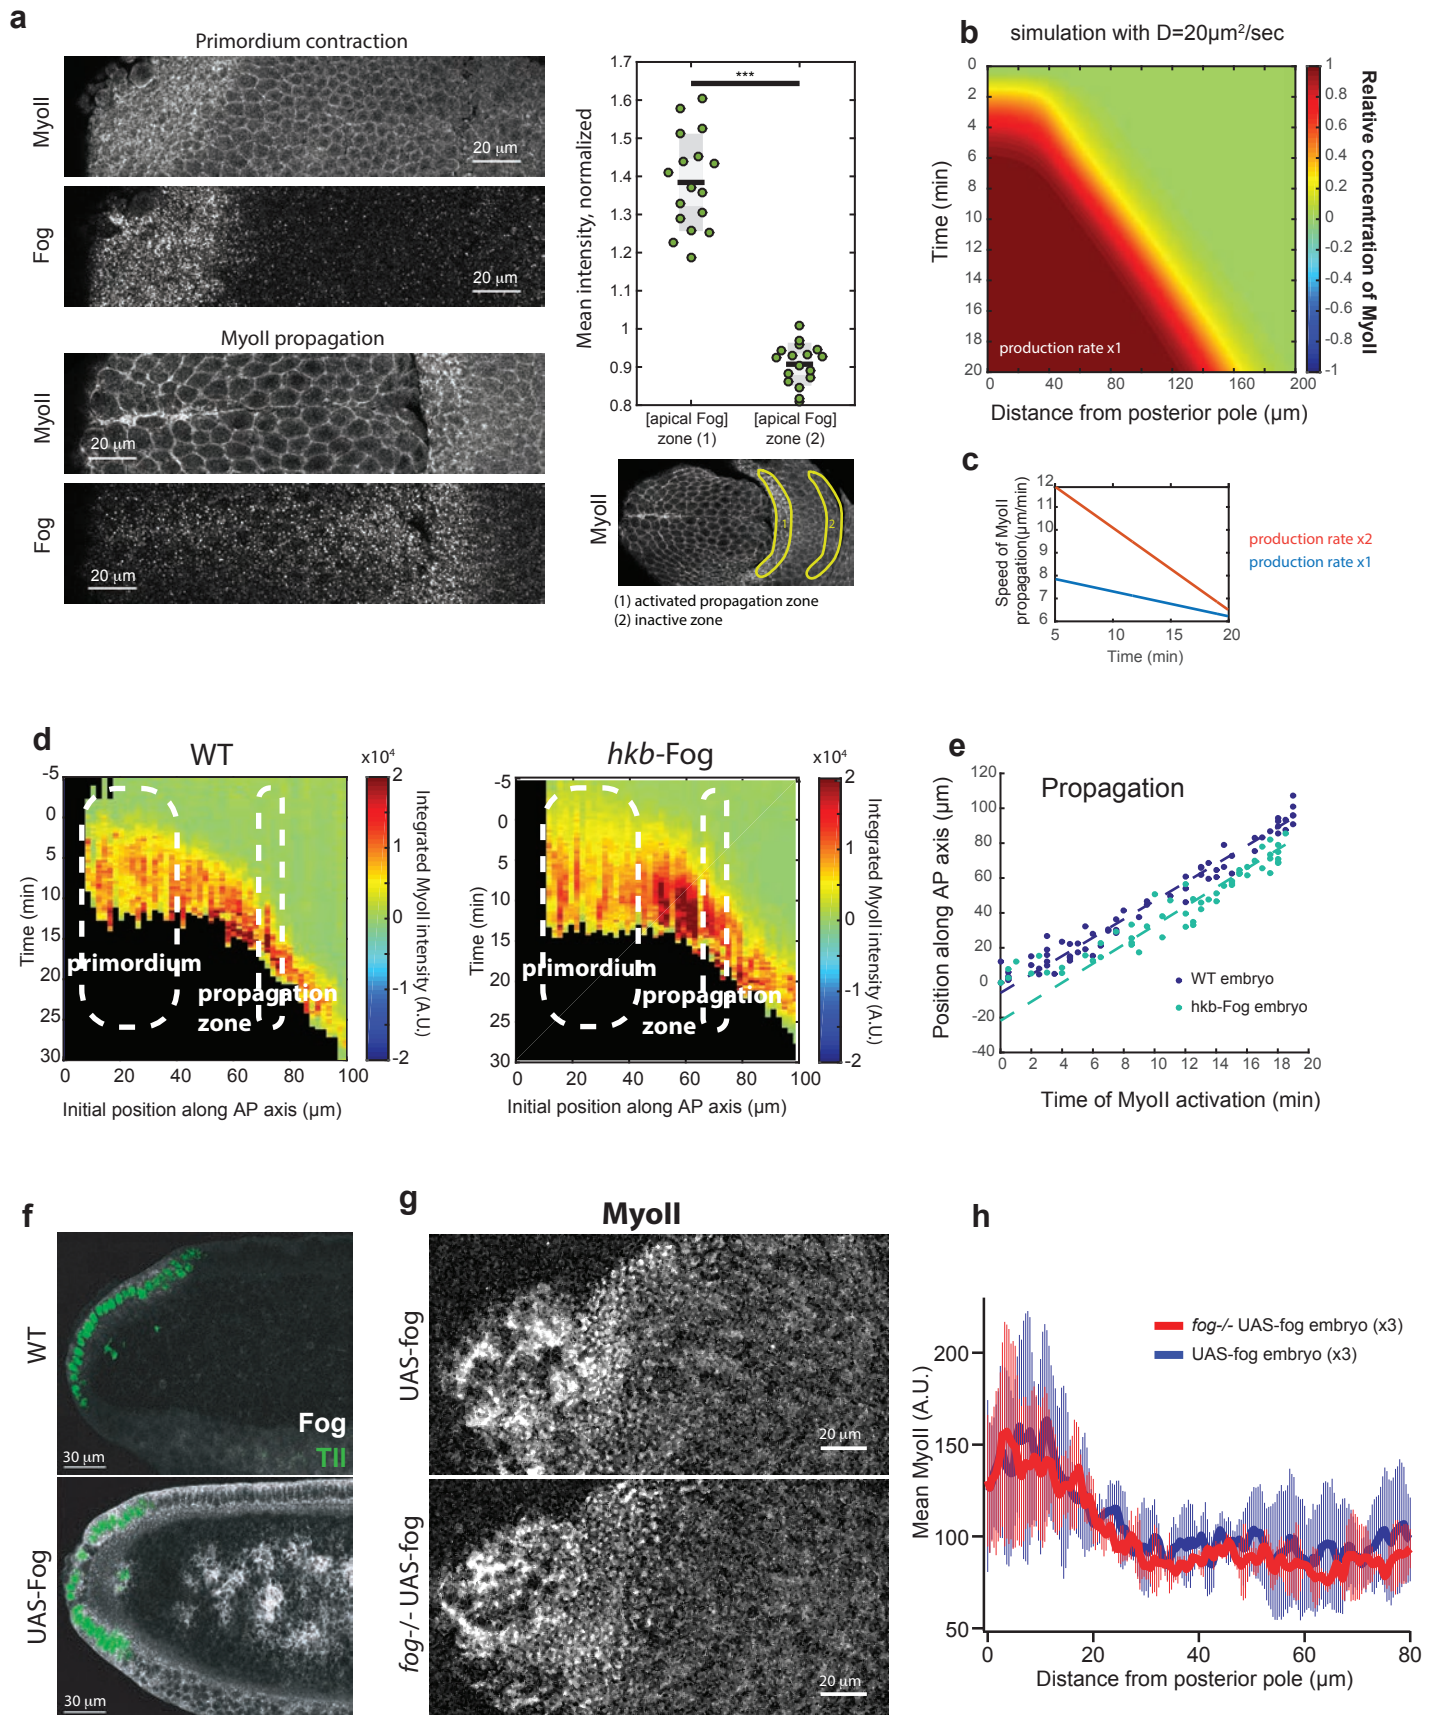 a
Primordium contraction
MyoII
20 µm
Fog
20 µm
MyoII propagation
MyoII
20 µm
Fog
20 µm
Mean intensity, normalized
1.7
1.6
1.5
1.4
1.3
1.2
1.1
1
0.9
0.8
***
[apical Fog] zone (1)
[apical Fog] zone (2)
MyoII
1
2
(1) activated propagation zone
(2) inactive zone
b
simulation with D=20µm²/sec
Time (min)
0
2
4
6
8
10
12
14
16
18
20
production rate x1
0 40 80 120 160 200
Distance from posterior pole (µm)
1
0.8
0.6
0.4
0.2
0
-0.2
-0.4
-0.6
-0.8
-1
Relative concentration of MyoII
c
Speed of MyoII
propagation(µm/min)
12
11
10
9
8
7
6
5 10 15 20
Time (min)
production rate x2
production rate x1
d
WT
Time (min)
-5
0
5
10
15
20
25
30
primordium
propagation
zone
0 20 40 60 80 100
Initial position along AP axis (µm)
x10⁴
2
1
0
-1
-2
Integrated MyoII intensity (A.U.)
hkb-Fog
Time (min)
-5
0
5
10
15
20
25
30
primordium
propagation
zone
0 20 40 60 80 100
Initial position along AP axis (µm)
x10⁴
2
1
0
-1
-2
Integrated MyoII intensity (A.U.)
e
Propagation
Position along AP axis (µm)
120
100
80
60
40
20
0
-20
-40
WT embryo
hkb-Fog embryo
0 2 4 6 8 10 12 14 16 18 20
Time of MyoII activation (min)
f
WT
Fog
Tll
30 µm
UAS-Fog
30 µm
g
MyoII
UAS-fog
20 µm
fog-/- UAS-fog
20 µm
h
fog-/- UAS-fog embryo (x3)
UAS-fog embryo (x3)
Mean MyoII (A.U.)
200
150
100
50
0 20 40 60 80
Distance from posterior pole (µm)